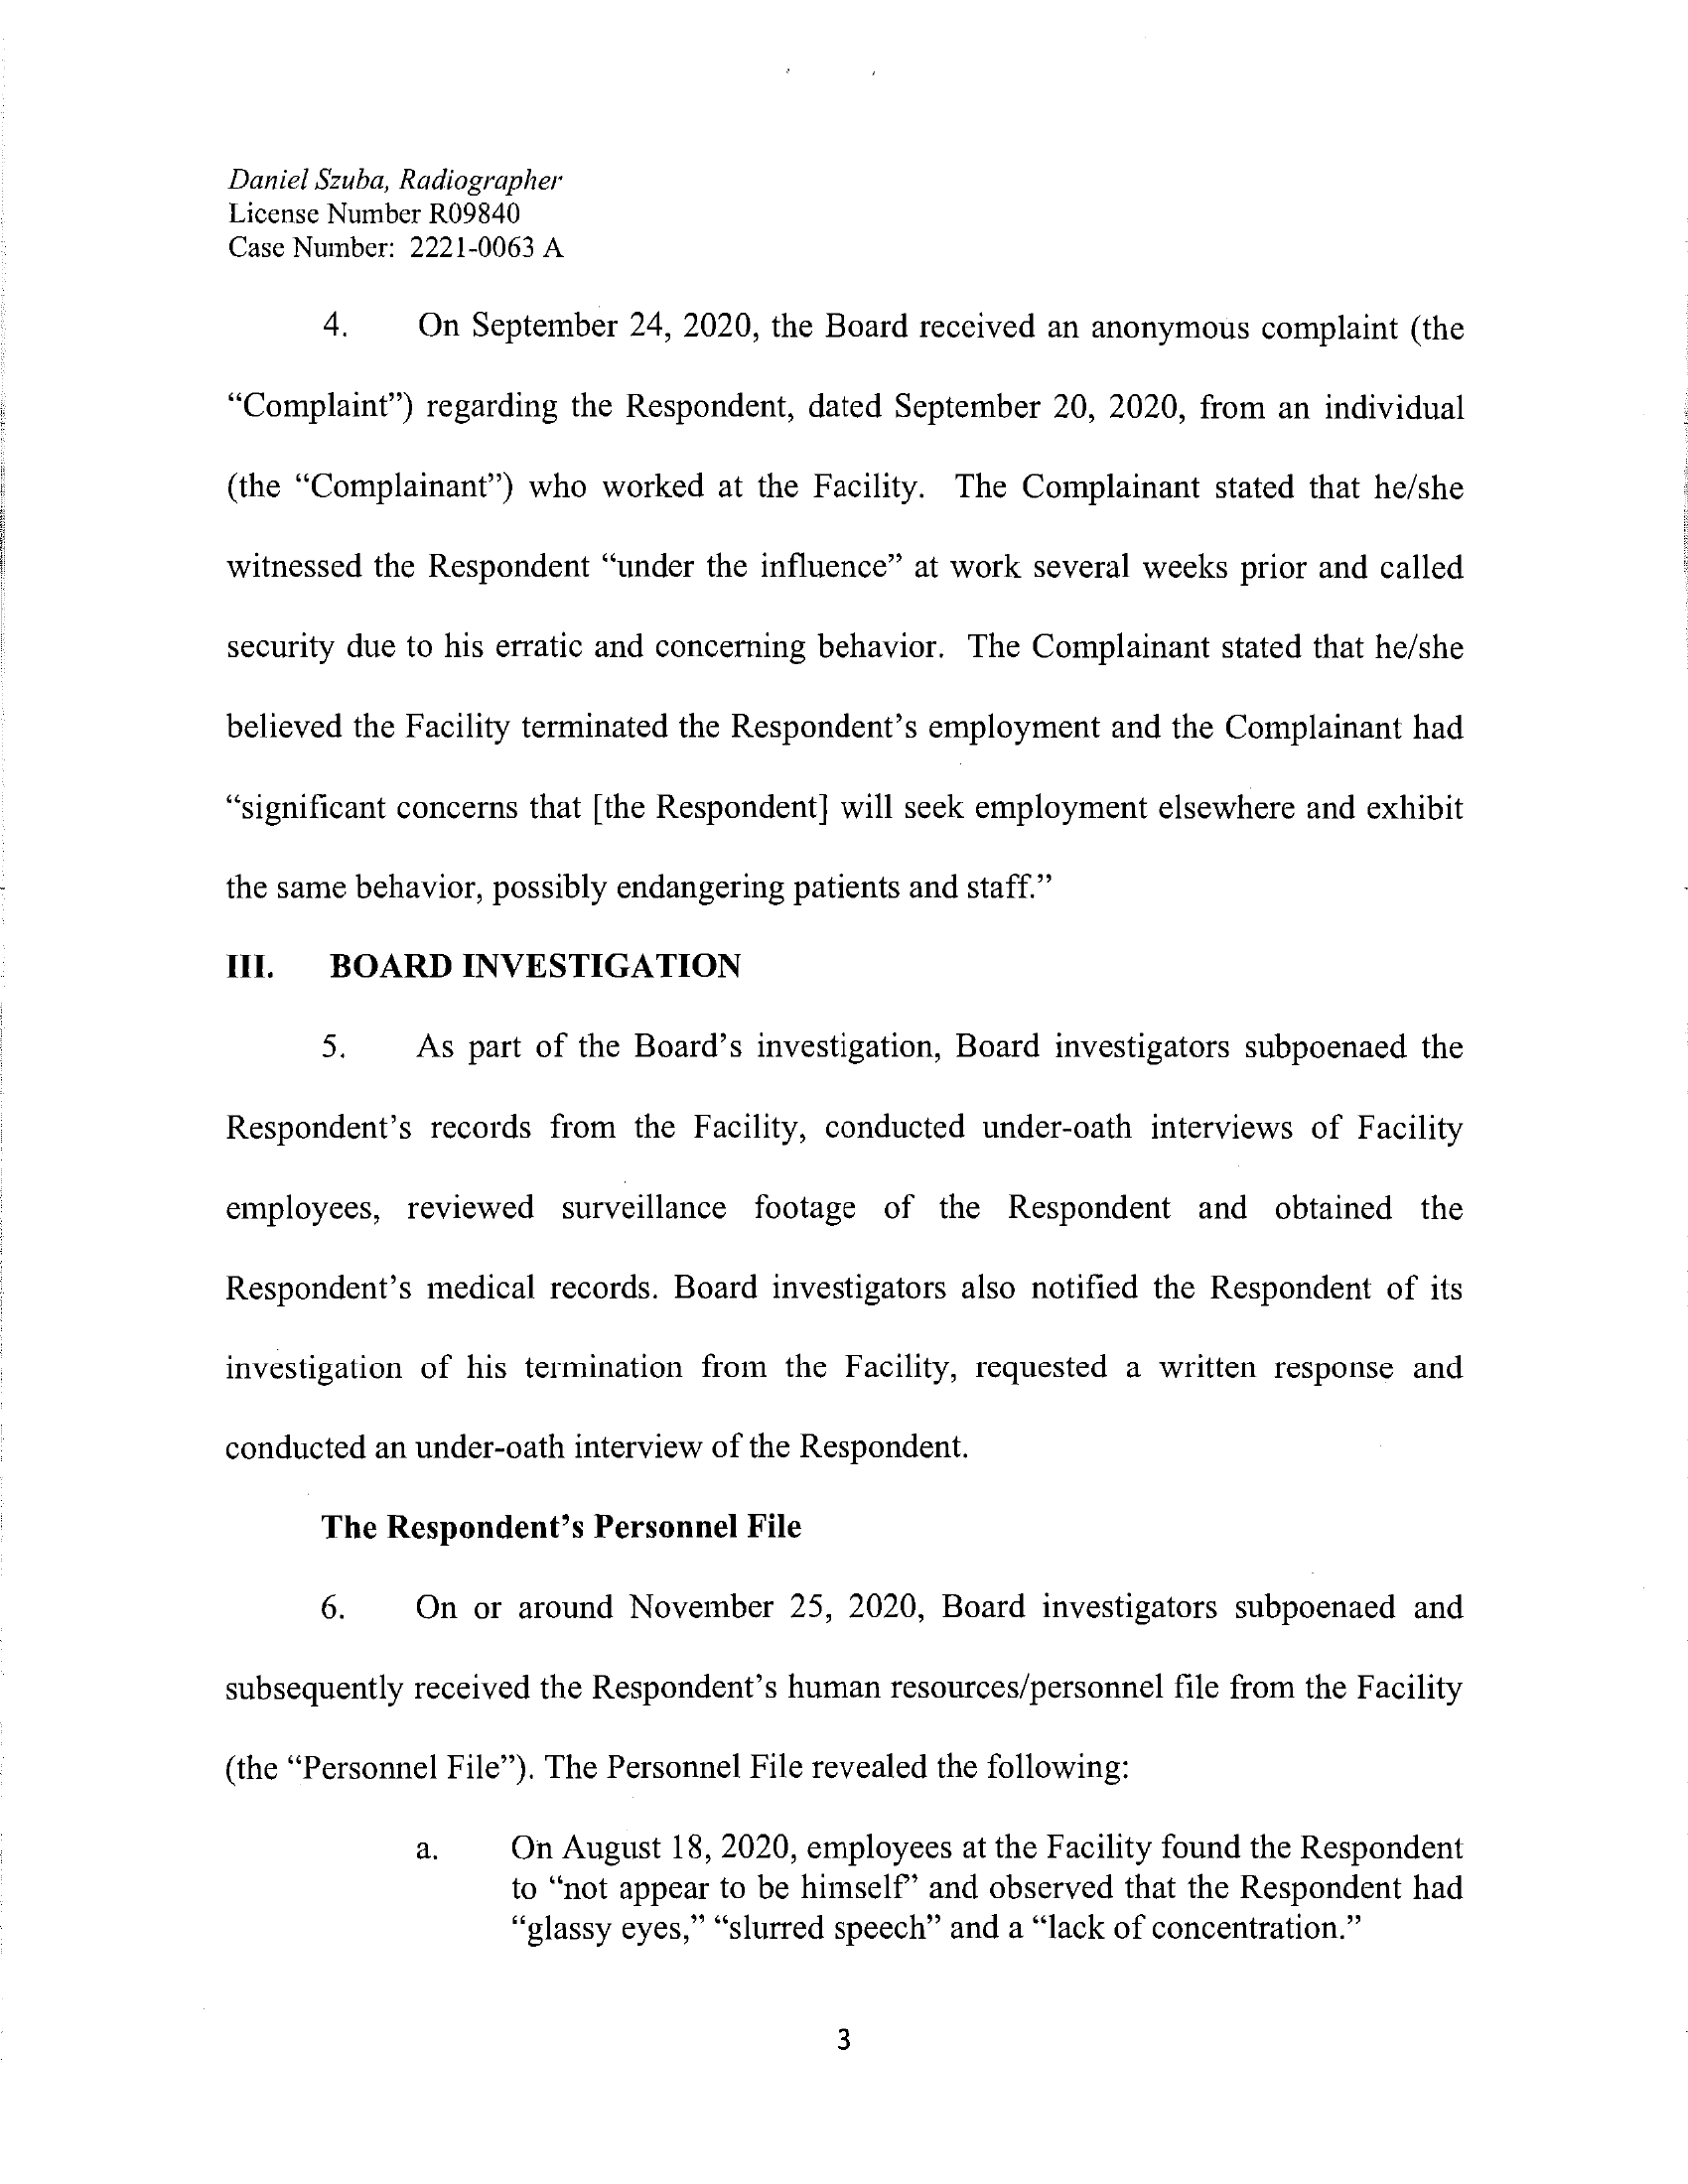 Daniel Szuba, Radiographer
License Number R09840
Case Number: 2221-0063 A
4. On September 24, 2020, the Board received an anonymous complaint (the
“Complaint”) regarding the Respondent, dated September 20, 2020, from an individual
(the “Complainant”) who worked at the Facility. The Complainant stated that he/she
witnessed the Respondent “under the influence” at work several weeks prior and called
security due to his erratic and concerning behavior. The Complainant stated that he/she
believed the Facility terminated the Respondent’s employment and the Complainant had
“significant concerns that [the Respondent] will seek employment elsewhere and exhibit
the same behavior, possibly endangering patients and staff.”
III. BOARD INVESTIGATION
5. As part of the Board’s investigation, Board investigators subpoenaed the
Respondent’s records from the Facility, conducted under-oath interviews of Facility
employees, reviewed surveillance footage of the Respondent and obtained the
Respondent’s medical records. Board investigators also notified the Respondent of its
investigation of his termination from the Facility, requested a written response and
conducted an under-oath interview of the Respondent.
The Respondent’s Personnel File
6. On or around November 25, 2020, Board investigators subpoenaed and
subsequently received the Respondent’s human resources/personnel file from the Facility
(the “Personnel File”). The Personnel File revealed the following:
a. On August 18, 2020, employees at the Facility found the Respondent
to “not appear to be himself” and observed that the Respondent had
“glassy eyes,” “slurred speech” and a “lack of concentration.”
3